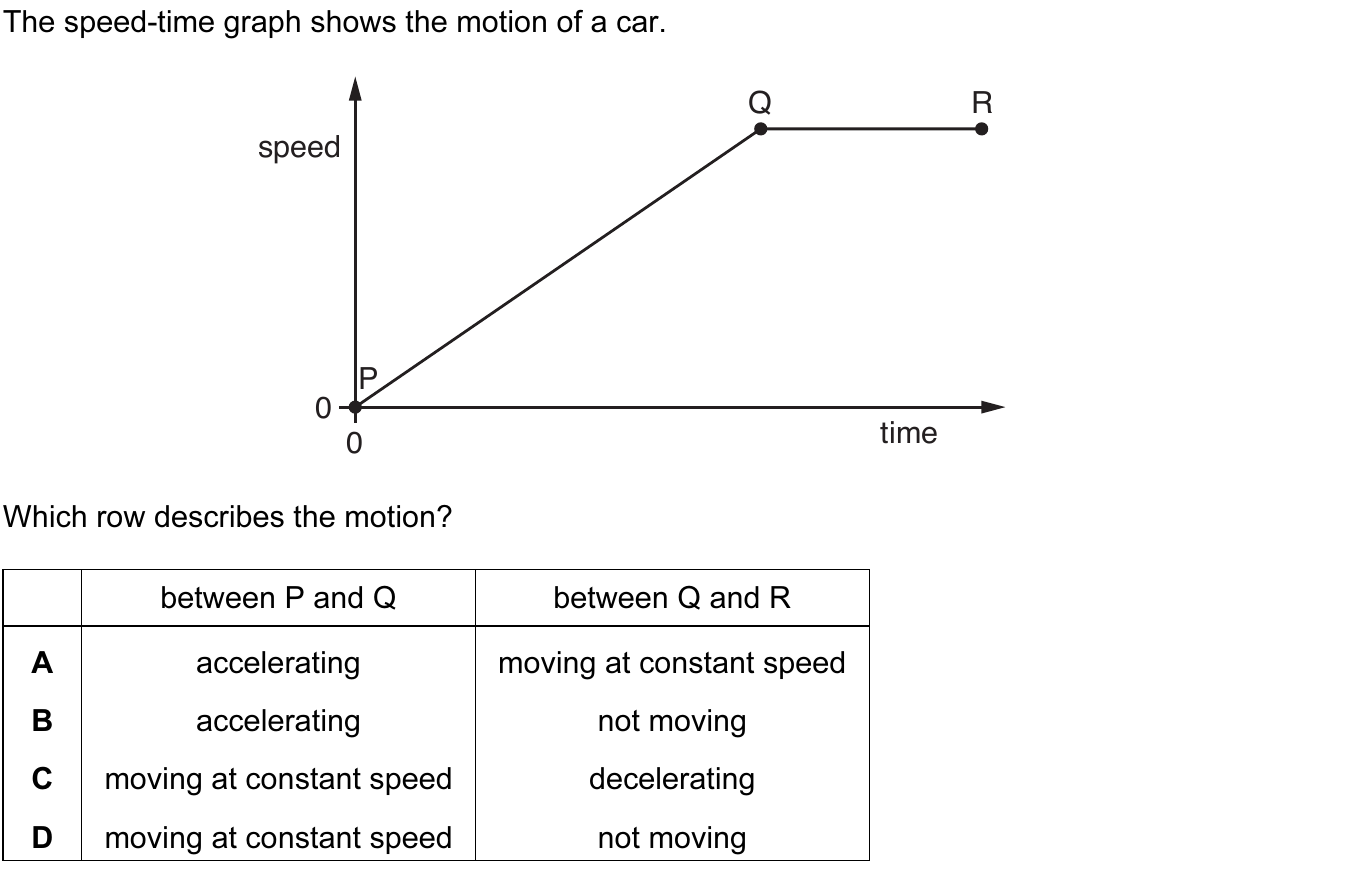 The speed-time graph shows the motion of a car.
Q R
speed
P
0
0
time
Which row describes the motion?
between P and Q between Q and R
A accelerating moving at constant speed
B accelerating not moving
C moving at constant speed decelerating
D moving at constant speed not moving